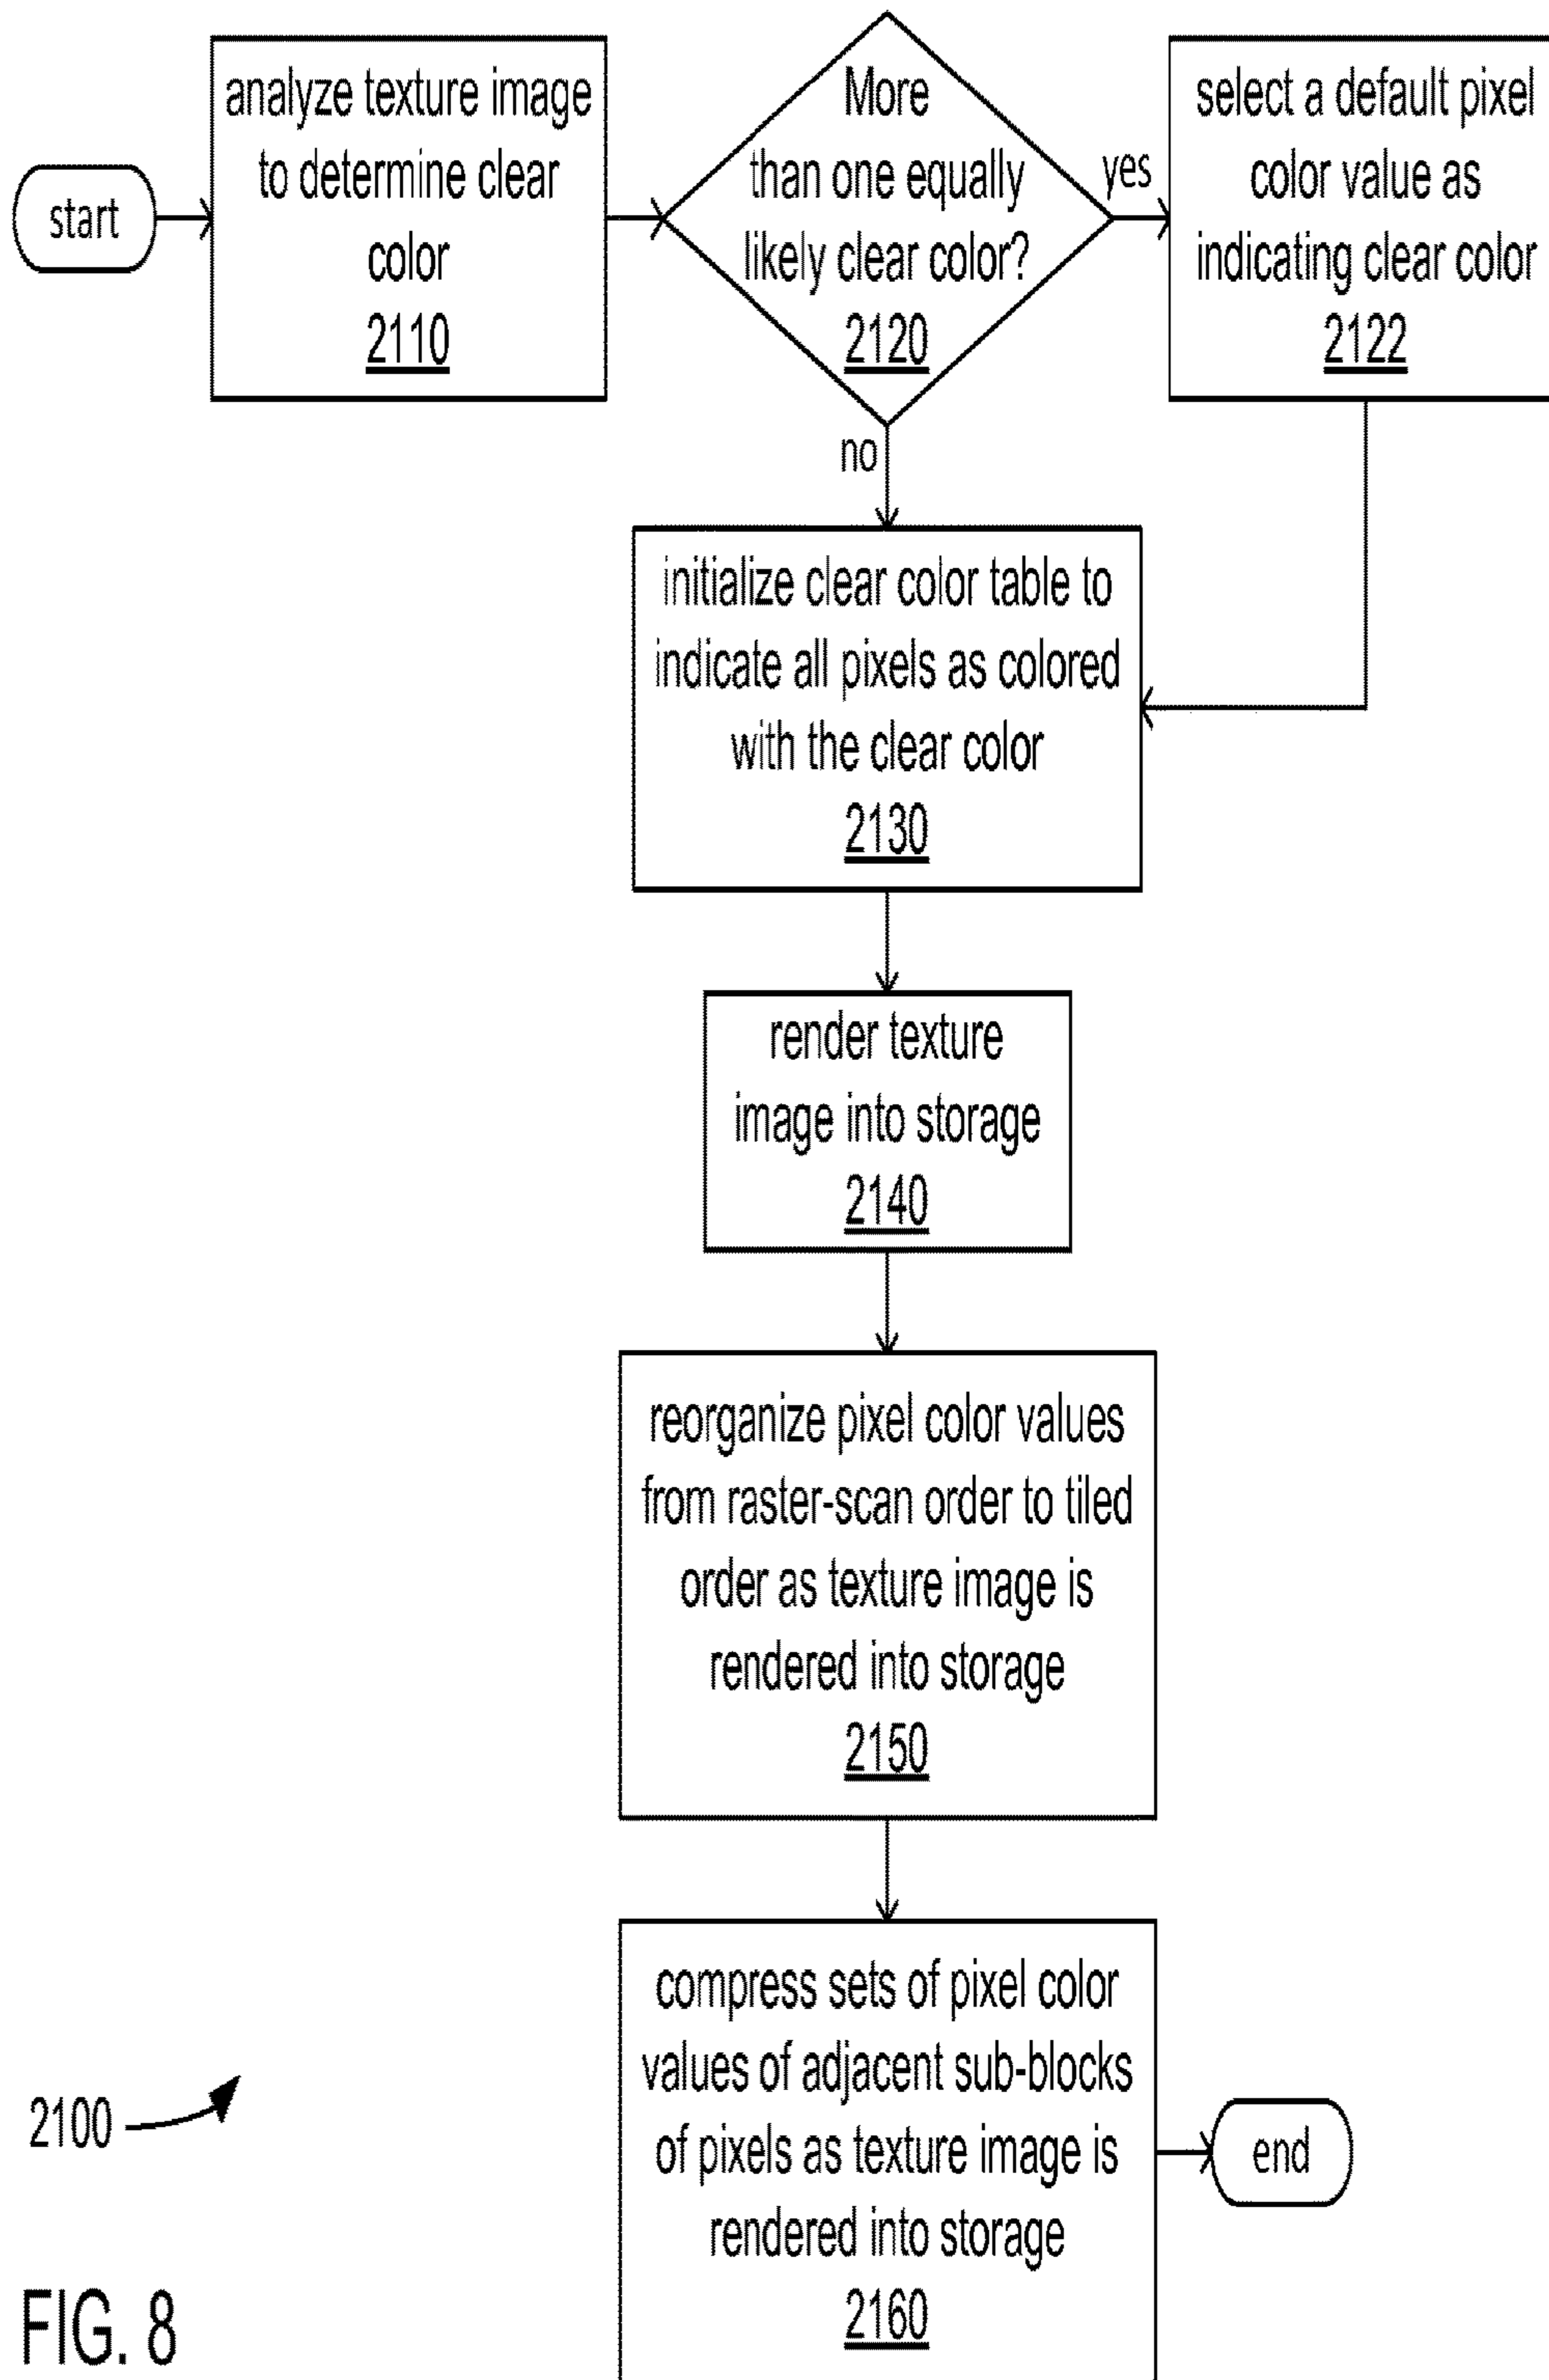 start
analyze texture image
to determine clear
color
2110
More
than one equally
likely clear color?
2120
yes
select a default pixel
color value as
indicating clear color
2122
no
initialize clear color table to
indicate all pixels as colored
with the clear color
2130
render texture
image into storage
2140
reorganize pixel color values
from raster-scan order to tiled
order as texture image is
rendered into storage
2150
compress sets of pixel color
values of adjacent sub-blocks
of pixels as texture image is
rendered into storage
2160
end
2100
FIG. 8